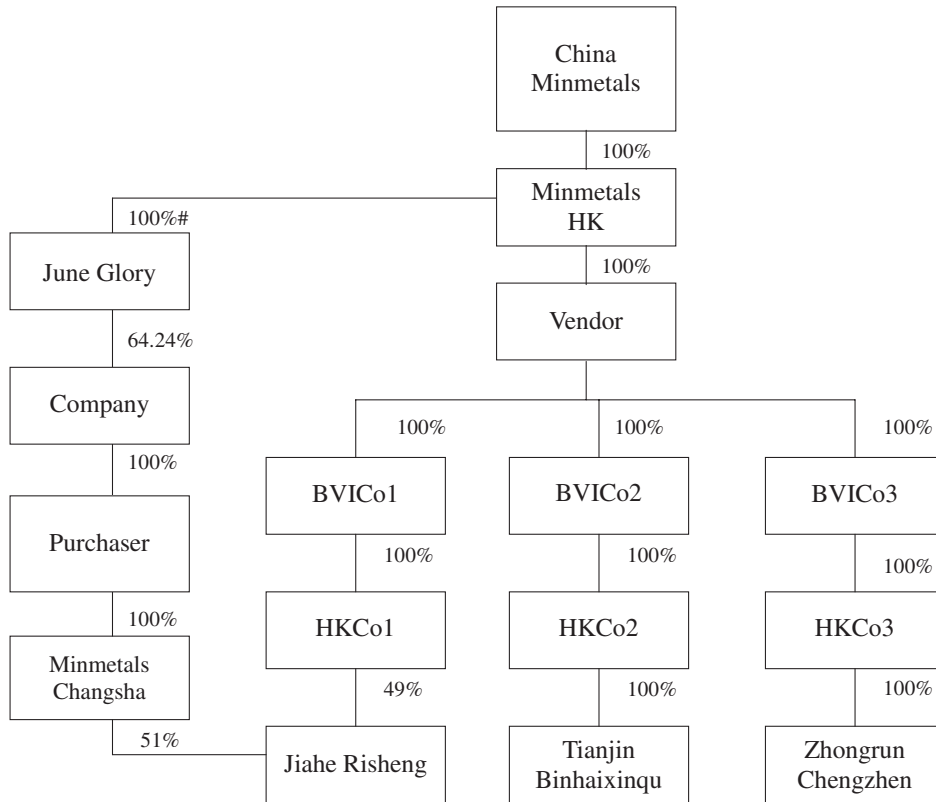 China
Minmetals
100%
Minmetals
HK
100%#
100%
June Glory
Vendor
64.24%
Company
100%
100%
100%
100%
BVICo1
BVICo2
BVICo3
Purchaser
100%
100%
100%
100%
HKCo1
HKCo2
HKCo3
Minmetals
Changsha
49%
100%
100%
51%
Jiahe Risheng
Tianjin
Binhaixinqu
Zhongrun
Chengzhen